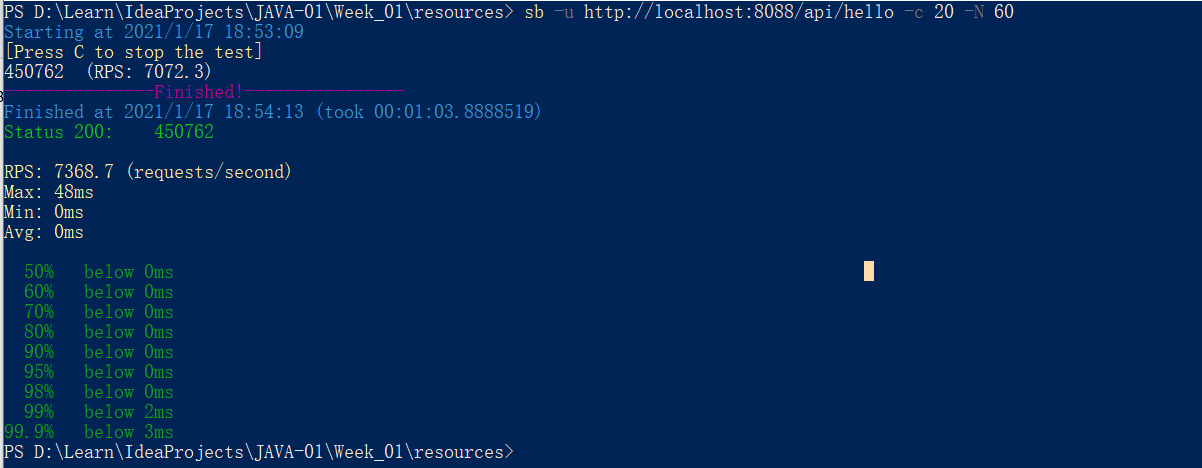 PS D:\Learn\IdeaProjects\JAVA-01\Week_01\resources> sb -u http://localhost:8088/api/hello -c 20 -N 60
Starting at 2021/1/17 18:53:09
[Press C to stop the test]
450762  (RPS: 7072.3)
---------------Finished!----------------
Finished at 2021/1/17 18:54:13 (took 00:01:03.8888519)
Status 200:    450762

RPS: 7368.7 (requests/second)
Max: 48ms
Min: 0ms
Avg: 0ms

  50%   below 0ms
  60%   below 0ms
  70%   below 0ms
  80%   below 0ms
  90%   below 0ms
  95%   below 0ms
  98%   below 0ms
  99%   below 2ms
99.9%   below 3ms
PS D:\Learn\IdeaProjects\JAVA-01\Week_01\resources>